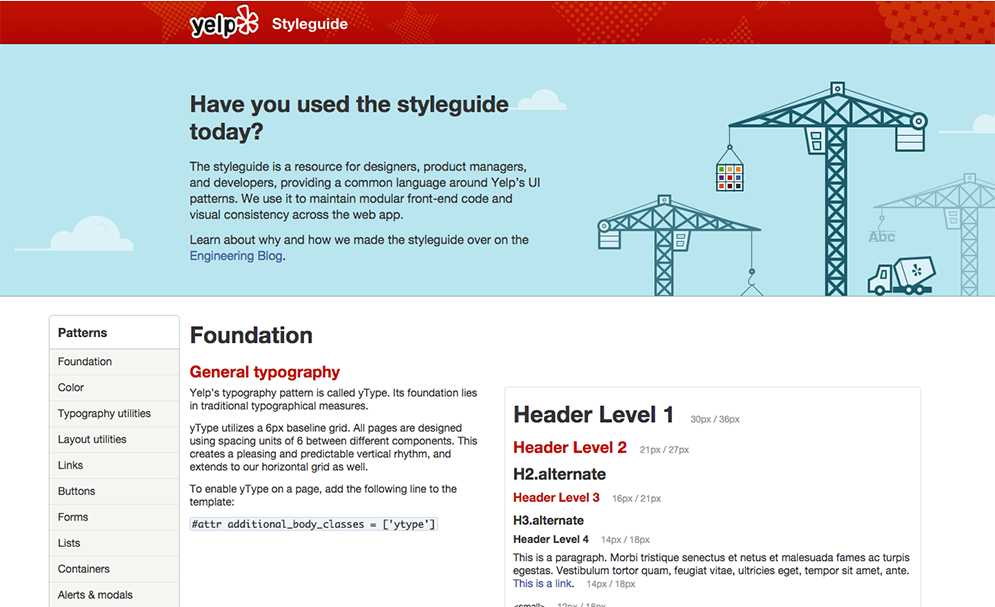 yelp Styleguide
Have you used the styleguide
today?
The styleguide is a resource for designers, product managers,
and developers, providing a common language around Yelp's UI
patterns. We use it to maintain modular front-end code and
visual consistency across the web app.
Learn about why and how we made the styleguide over on the
Engineering Blog.
Abc
Patterns
Foundation
Color
Typography utilities
Layout utilities
Links
Buttons
Forms
Lists
Containers
Alerts & modals
Foundation
General typography
Yelp's typography pattern is called yType. Its foundation lies
in traditional typographical measures.
yType utilizes a 6px baseline grid. All pages are designed
using spacing units of 6 between different components. This
creates a pleasing and predictable vertical rhythm, and
extends to our horizontal grid as well.
To enable yType on a page, add the following line to the
template:
#attr additional_body_classes = ['ytype']
Header Level 1 30px / 36px
Header Level 2 21px / 27px
H2.alternate
Header Level 3 16px / 21px
H3.alternate
Header Level 4 14px / 18px
This is a paragraph. Morbi tristique senectus et netus et malesuada fames ac turpis
egestas. Vestibulum tortor quam, feugiat vitae, ultricies eget, tempor sit amet, ante.
This is a link. 14px / 18px
<small> 12px / 18px